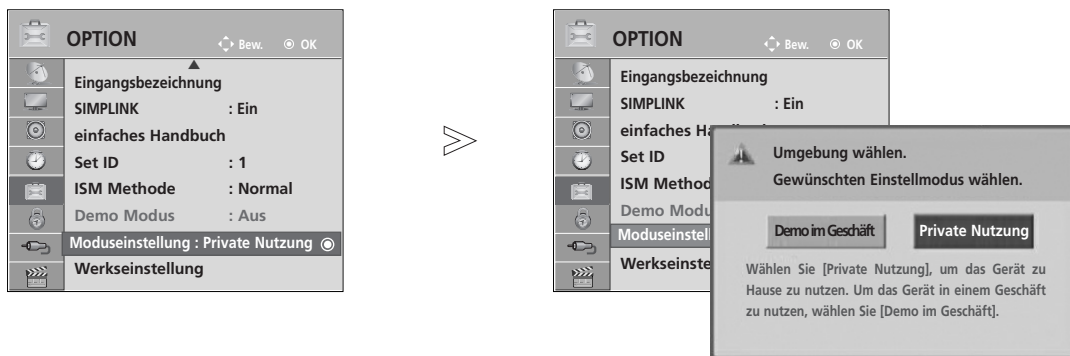 OPTION
Bew. OK
Eingangsbezeichnung
SIMPLINK : Ein
einfaches Handbuch
Set ID : 1
ISM Methode : Normal
Demo Modus : Aus
Moduseinstellung : Private Nutzung
Werkseinstellung
OPTION
Bew. OK
Eingangsbezeichnung
SIMPLINK : Ein
einfaches Ha
Set ID
ISM Method
Demo Modu
Moduseinstell
Werkseinste
Umgebung wählen.
Gewünschten Einstellmodus wählen.
Demo im Geschäft Private Nutzung
Wählen Sie [Private Nutzung], um das Gerät zu
Hause zu nutzen. Um das Gerät in einem Geschäft
zu nutzen, wählen Sie [Demo im Geschäft].